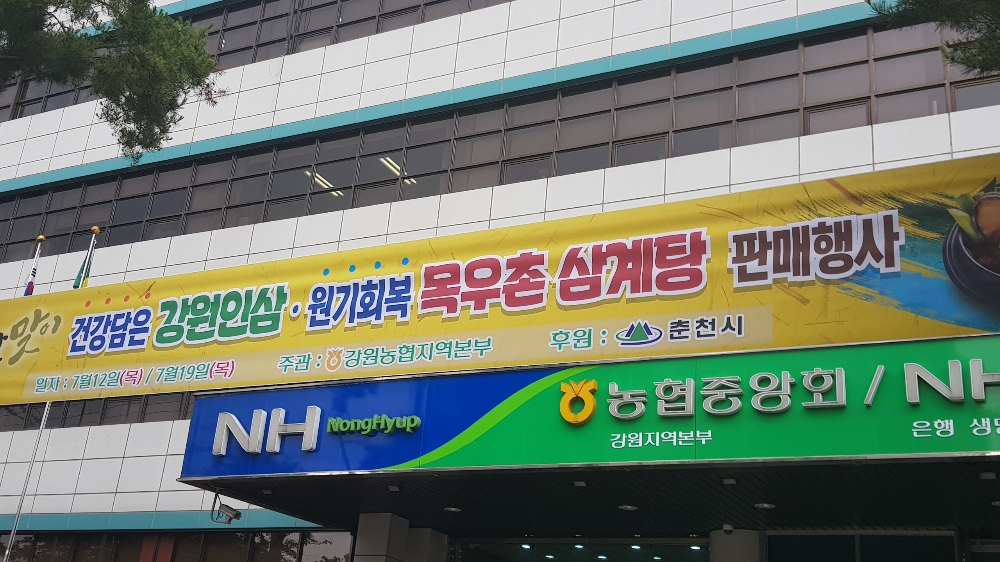 맞이 건강담은 강원인삼 · 원기회복 목우촌 삼계탕 판매행사
일자 : 7월12일(목) / 7월19일(목) 주관 : 강원농협지역본부 후원 : 춘천시
NH NongHyup 농협중앙회 / NH
강원지역본부 은행